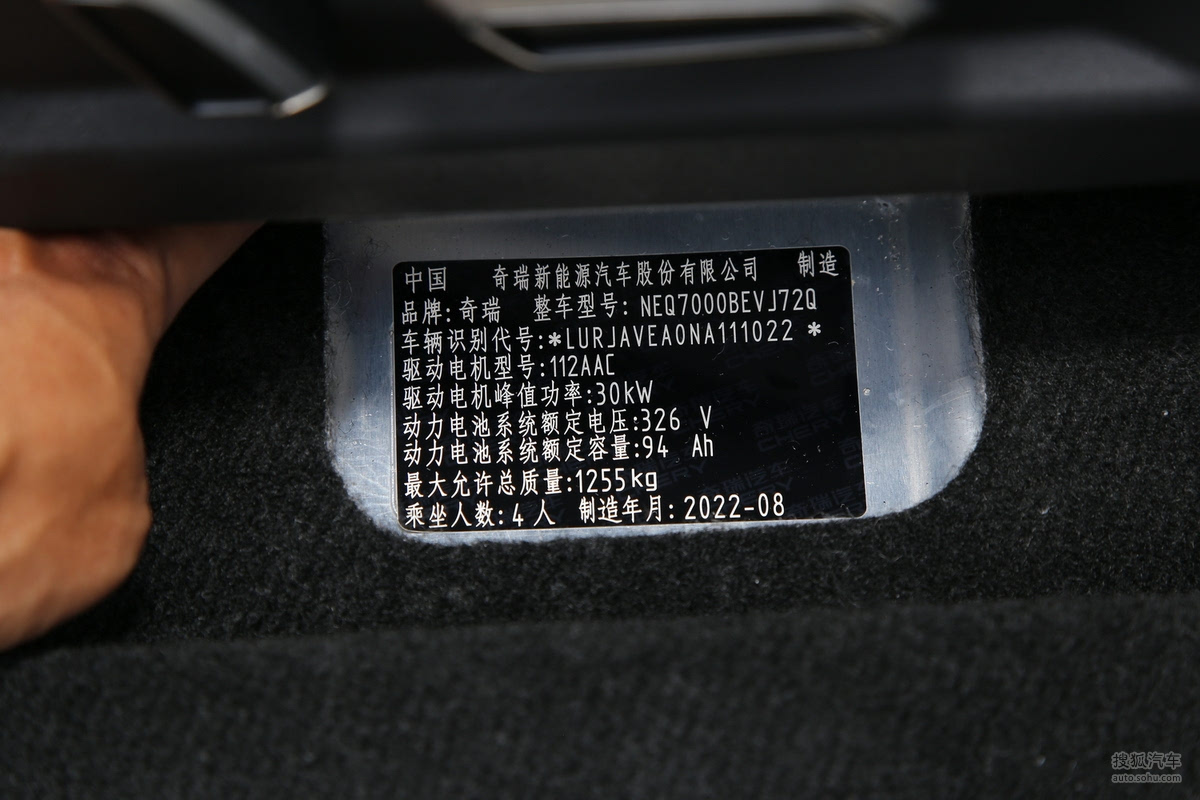 中国 奇瑞新能源汽车股份有限公司 制造
品牌:奇瑞 整车型号: NEQ7000BEVJ72Q
车辆识别代号:*LURJAVEA0NA111022 *
驱动电机型号:112AAC
驱动电机峰值功率:30kW
动力电池系统额定电压:326 V
动力电池系统额定容量:94 Ah
最大允许总质量:1255kg
乘坐人数:4人 制造年月:2022-08
奇瑞汽车
CHERY
搜狐汽车
auto.sohu.com